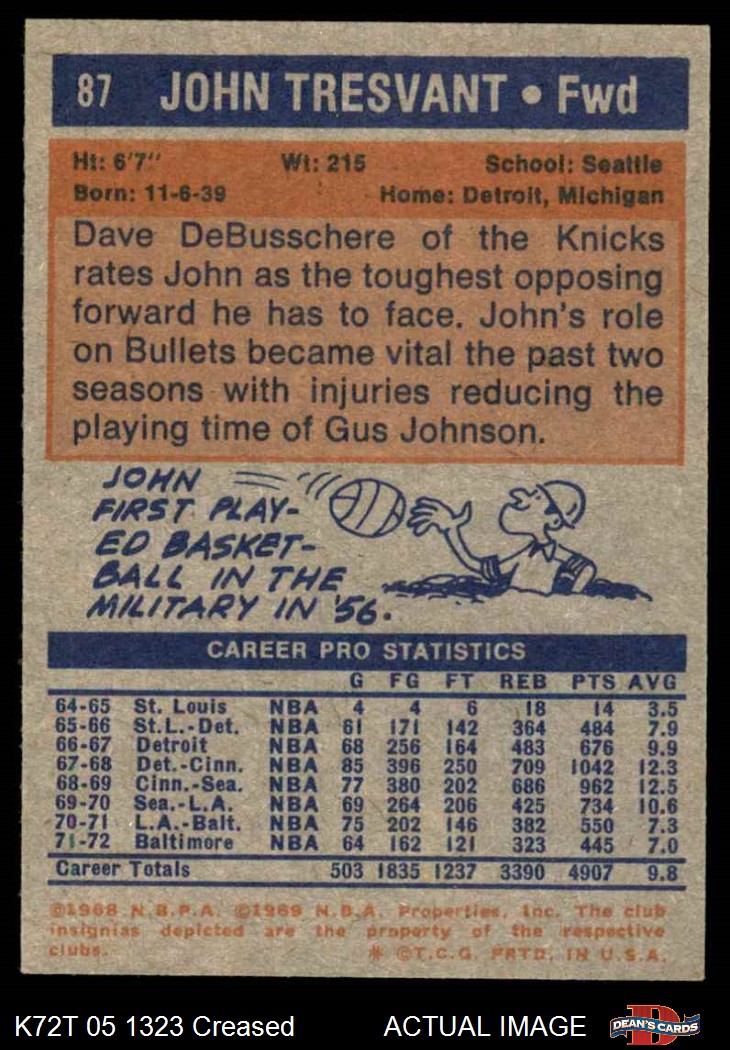 87 JOHN TRESVANT • Fwd
Ht: 6'7" Wt: 215 School: Seattle
Born: 11-6-39 Home: Detroit, Michigan
Dave DeBusschere of the Knicks
rates John as the toughest opposing
forward he has to face. John's role
on Bullets became vital the past two
seasons with injuries reducing the
playing time of Gus Johnson.
JOHN
FIRST PLAY-
ED BASKET-
BALL IN THE
MILITARY IN '56.
CAREER PRO STATISTICS
G FG FT REB PTS AVG
64-65 St. Louis NBA 4 4 6 18 14 3.5
65-66 St.L.-Det. NBA 61 171 142 364 484 7.9
66-67 Detroit NBA 68 256 164 483 676 9.9
67-68 Det.-Cinn. NBA 85 396 250 709 1042 12.3
68-69 Cinn.-Sea. NBA 77 380 202 686 962 12.5
69-70 Sea.-L.A. NBA 69 264 206 425 734 10.6
70-71 L.A.-Balt. NBA 75 202 146 382 550 7.3
71-72 Baltimore NBA 64 162 121 323 445 7.0
Career Totals 503 1835 1237 3390 4907 9.8
©1968 N.B.P.A. ©1969 N.B.A. Properties, Inc. The club
insignias depicted are the property of the respective
clubs. * ©T.C.G. PRTD. IN U.S.A.
K72T 05 1323 Creased ACTUAL IMAGE DEAN'S CARDS